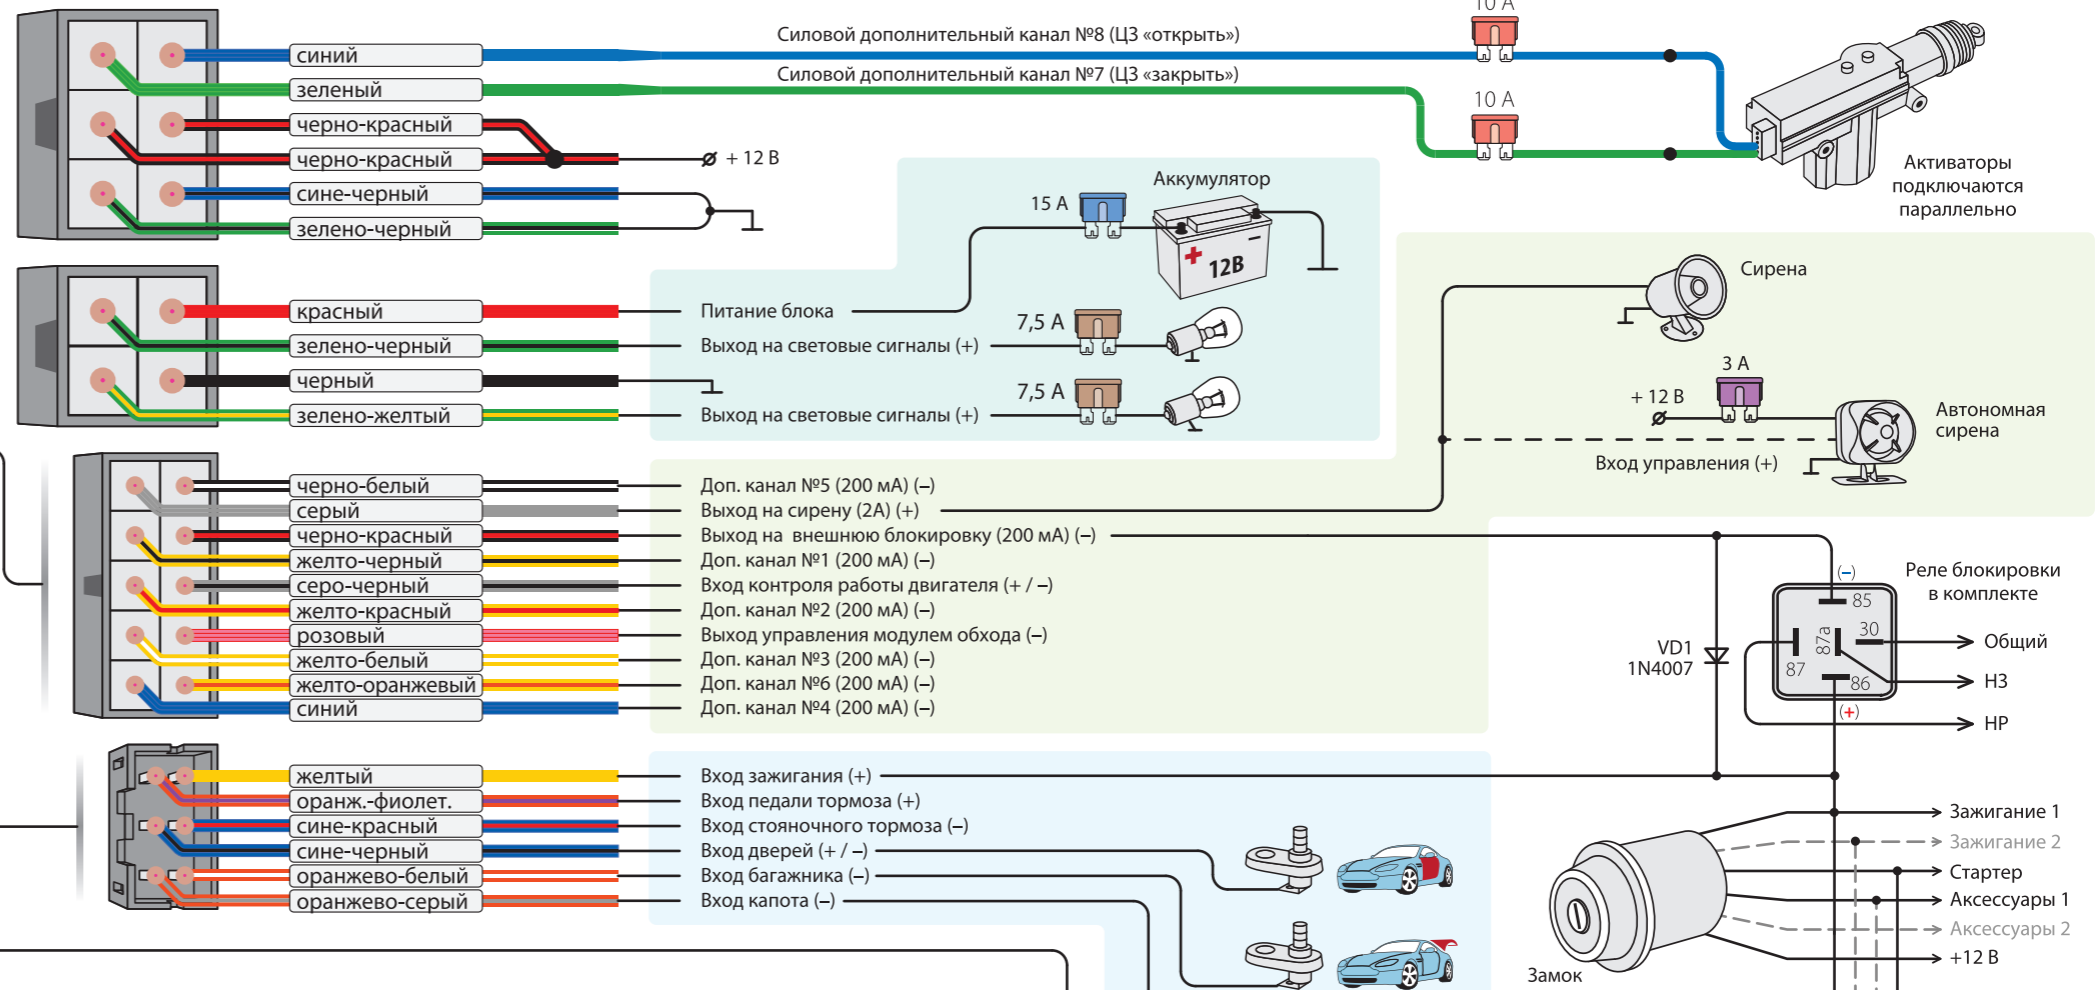 10 А
синий
Силовой дополнительный канал №8 (ЦЗ «открыть»)
зеленый
Силовой дополнительный канал №7 (ЦЗ «закрыть»)
10 А
черно-красный
черно-красный
+ 12 В
сине-черный
зелено-черный
Активаторы
подключаются
параллельно
Аккумулятор
15 А
12В
красный
Питание блока
зелено-черный
Выход на световые сигналы (+)
7,5 А
черный
зелено-желтый
Выход на световые сигналы (+)
7,5 А
Сирена
3 А
+ 12 В
Автономная
сирена
Вход управления (+)
черно-белый
Доп. канал №5 (200 мА) (–)
серый
Выход на сирену (2А) (+)
черно-красный
Выход на внешнюю блокировку (200 мА) (–)
желто-черный
Доп. канал №1 (200 мА) (–)
серо-черный
Вход контроля работы двигателя (+ / –)
желто-красный
Доп. канал №2 (200 мА) (–)
розовый
Выход управления модулем обхода (–)
желто-белый
Доп. канал №3 (200 мА) (–)
желто-оранжевый
Доп. канал №6 (200 мА) (–)
синий
Доп. канал №4 (200 мА) (–)
Реле блокировки
в комплекте
(–)
85
30
87а
87
86
(+)
Общий
НЗ
НР
VD1
1N4007
желтый
Вход зажигания (+)
оранж.-фиолет.
Вход педали тормоза (+)
сине-красный
Вход стояночного тормоза (–)
сине-черный
Вход дверей (+ / –)
оранжево-белый
Вход багажника (–)
оранжево-серый
Вход капота (–)
Зажигание 1
Зажигание 2
Стартер
Аксессуары 1
Аксессуары 2
+12 В
Замок